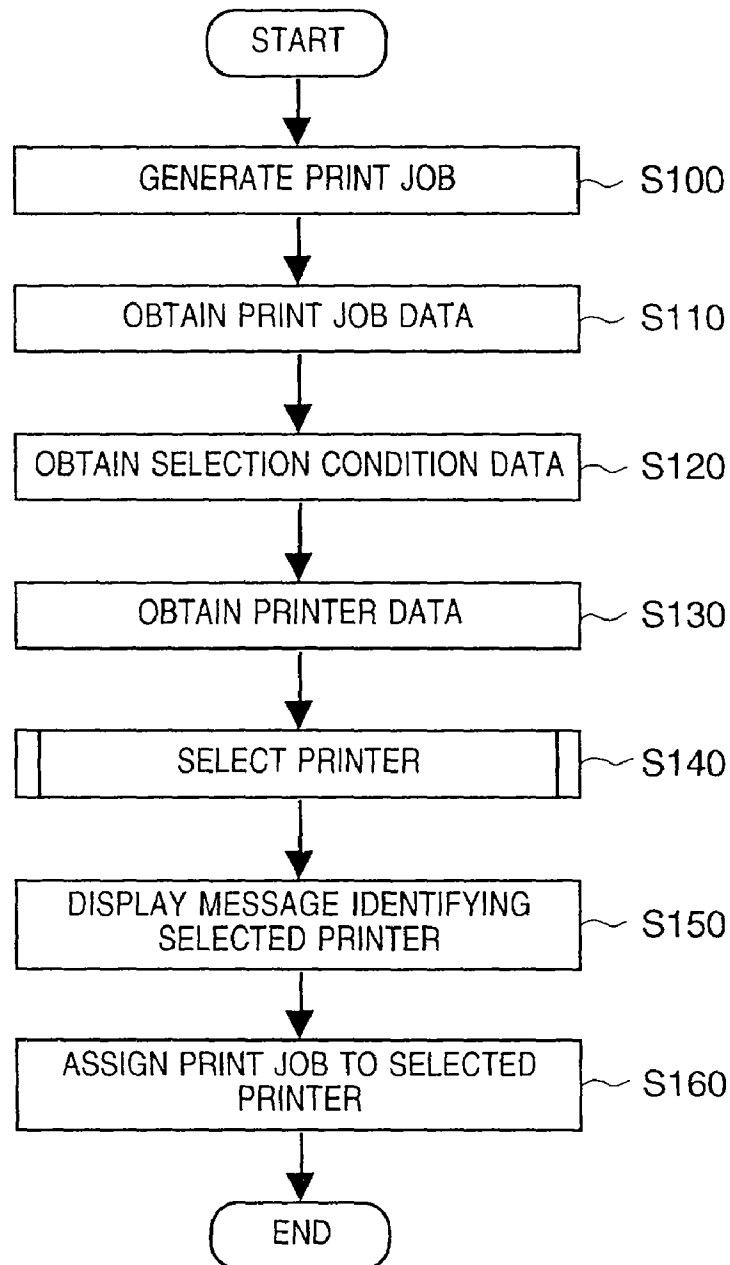 START
GENERATE PRINT JOB
S100
OBTAIN PRINT JOB DATA
S110
OBTAIN SELECTION CONDITION DATA
S120
OBTAIN PRINTER DATA
S130
SELECT PRINTER
S140
DISPLAY MESSAGE IDENTIFYING
SELECTED PRINTER
S150
ASSIGN PRINT JOB TO SELECTED
PRINTER
S160
END